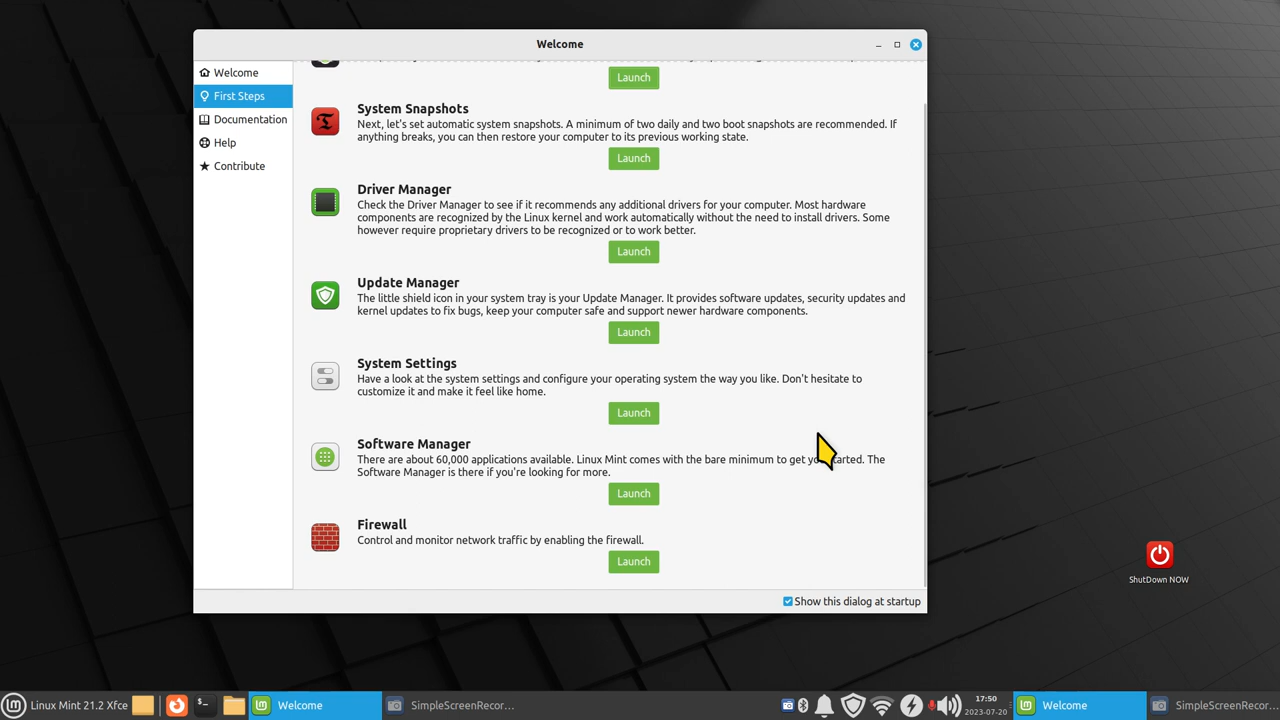 Welcome
Welcome
First Steps
Documentation
Help
Contribute
Launch
System Snapshots
Next, let's set automatic system snapshots. A minimum of two daily and two boot snapshots are recommended. If
anything breaks, you can then restore your computer to its previous working state.
Launch
Driver Manager
Check the Driver Manager to see if it recommends any additional drivers for your computer. Most hardware
components are recognized by the Linux kernel and work automatically without the need to install drivers. Some
however require proprietary drivers to be recognized or to work better.
Launch
Update Manager
The little shield icon in your system tray is your Update Manager. It provides software updates, security updates and
kernel updates to fix bugs, keep your computer safe and support newer hardware components.
Launch
System Settings
Have a look at the system settings and configure your operating system the way you like. Don't hesitate to
customize it and make it feel like home.
Launch
Software Manager
There are about 60,000 applications available. Linux Mint comes with the bare minimum to get The
Software Manager is there if you're looking for more.
Launch
Firewall
Control and monitor network traffic by enabling the firewall.
Launch
Show this dialog at startup
ShutDown NOW
Linux Mint 21.2 Xfce
Welcome
SimpleScreenRecor...
17:50
2023-07-20
Welcome
SimpleScreenRecor...